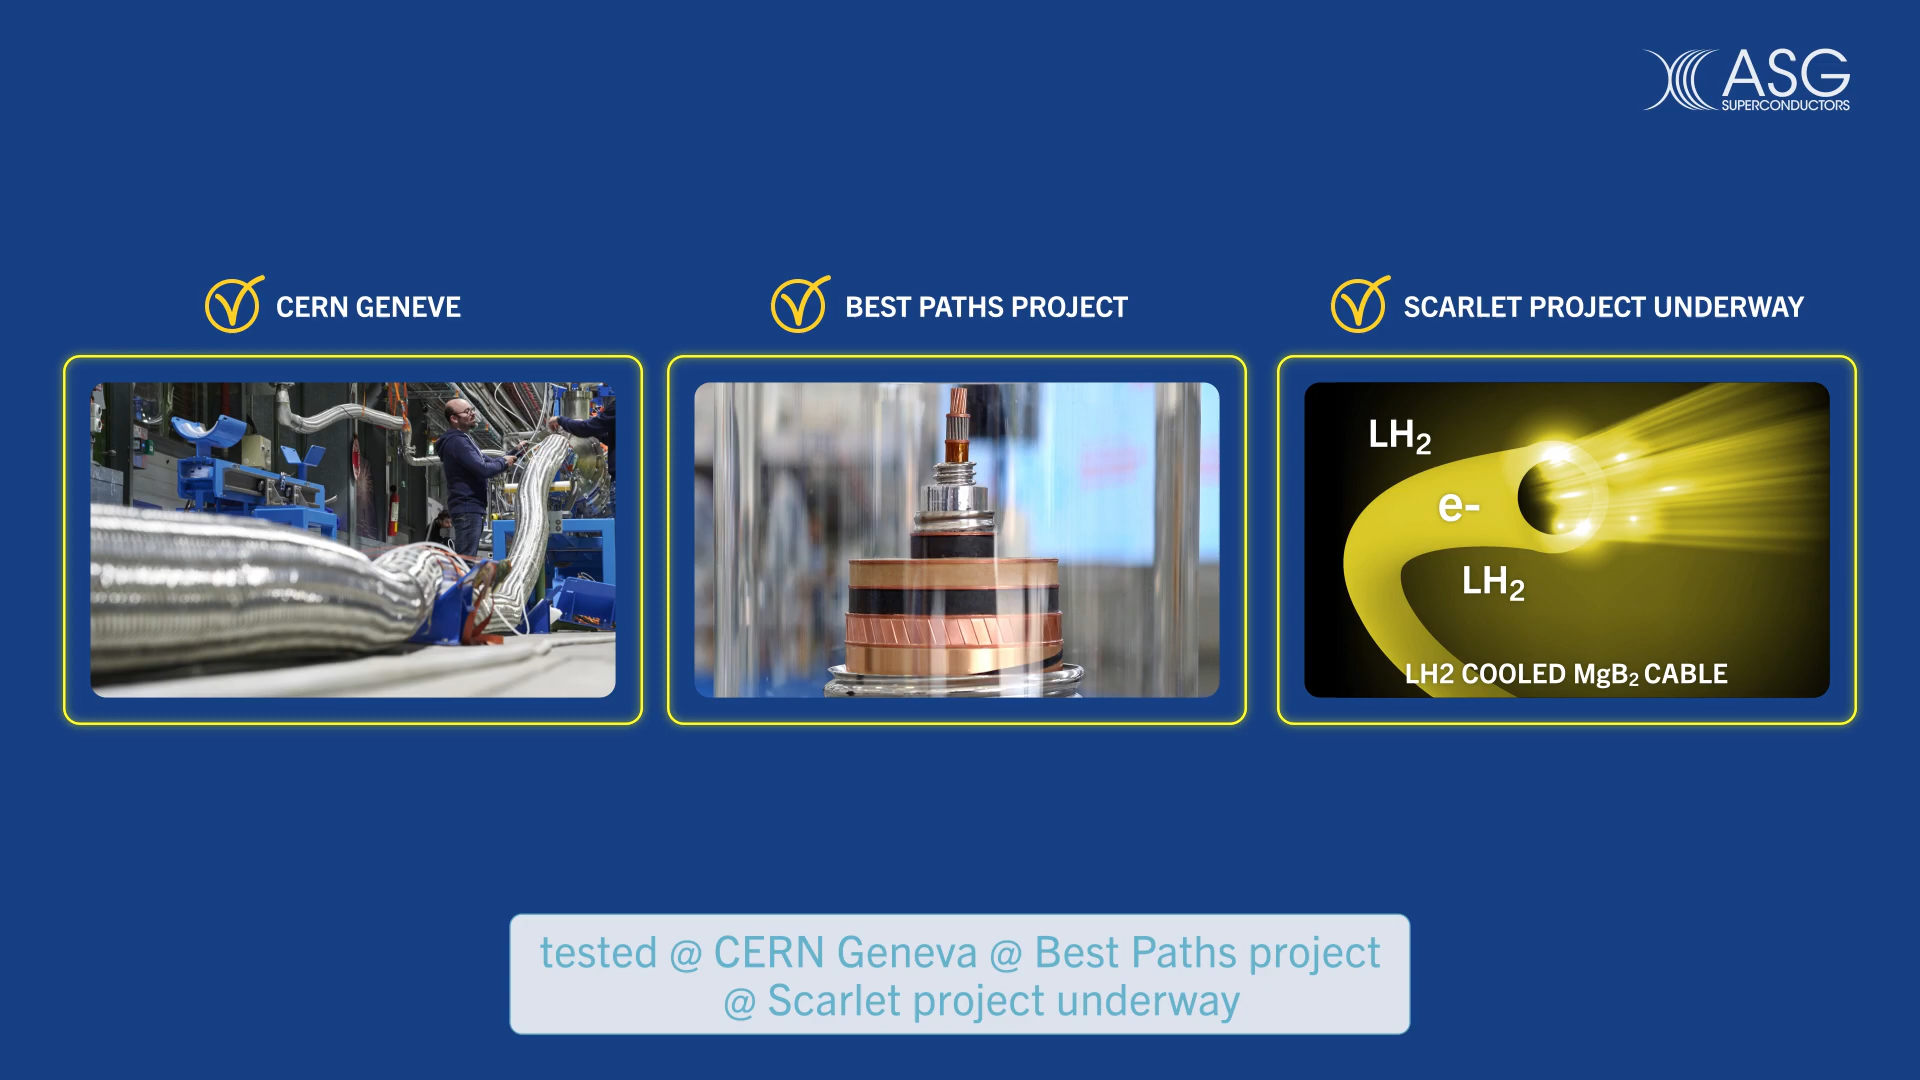 ASG
SUPERCONDUCTORS
CERN GENEVE
BEST PATHS PROJECT
SCARLET PROJECT UNDERWAY
LH₂
e-
LH₂
LH2 COOLED MgB₂ CABLE
tested @ CERN Geneva @ Best Paths project
@ Scarlet project underway